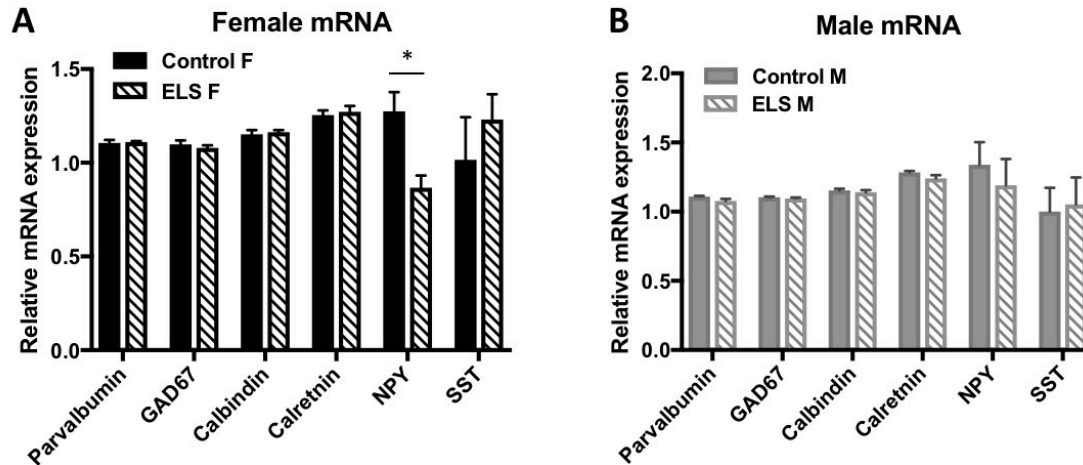 A
Female mRNA
Control F
ELS F
*
Relative mRNA expression
1.5
1.0
0.5
0.0
Parvalbumin
GAD67
Calbindin
Calretnin
NPY
SST
B
Male mRNA
Control M
ELS M
Relative mRNA expression
2.0
1.5
1.0
0.5
0.0
Parvalbumin
GAD67
Calbindin
Calretnin
NPY
SST